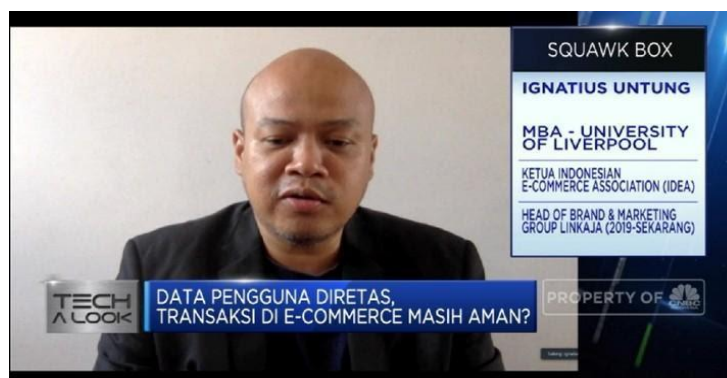 SQUAWK BOX
IGNATIUS UNTUNG
MBA - UNIVERSITY
OF LIVERPOOL
KETUA INDONESIAN
E-COMMERCE ASSOCIATION (IDEA)
HEAD OF BRAND & MARKETING
GROUP LINKAJA (2019-SEKARANG)
TECH
A LOOK
DATA PENGGUNA DIRETAS,
TRANSAKSI DI E-COMMERCE MASIH AMAN?
PROPERTY OF
CNBC